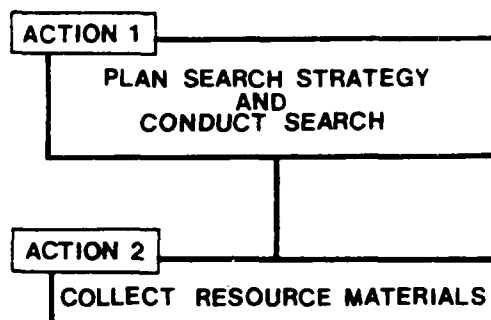 ACTION 1
PLAN SEARCH STRATEGY
AND
CONDUCT SEARCH
ACTION 2
COLLECT RESOURCE MATERIALS